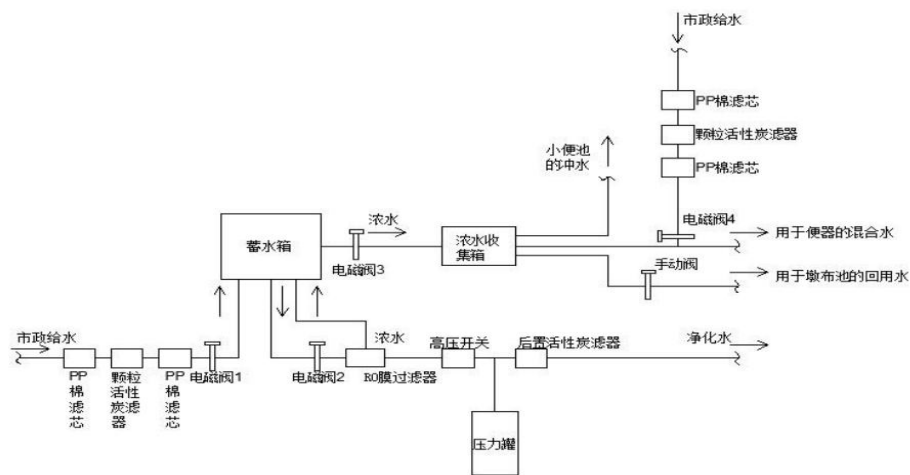 市政给水
PP棉滤芯
颗粒活性炭滤器
PP棉滤芯
小便池
的冲水
电磁阀4
用于便器的混合水
浓水
蓄水箱
浓水收
集箱
电磁阀3
手动阀
用于墩布池的回用水
市政给水
浓水
高压开关
后置活性炭滤器
净化水
电磁阀1
电磁阀2
RO膜过滤器
PP棉滤芯
颗粒活性炭滤器
PP棉滤芯
压力罐